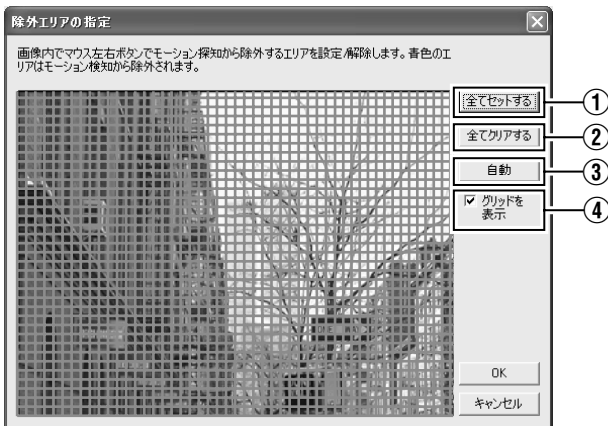 除外エリアの指定
画像内でマウス左右ボタンでモーション探知から除外するエリアを設定/解除します。青色のエ
リアはモーション検知から除外されます。
全てセットする
①
全てクリアする
②
自動
③
グリッドを
表示
④
OK
キャンセル